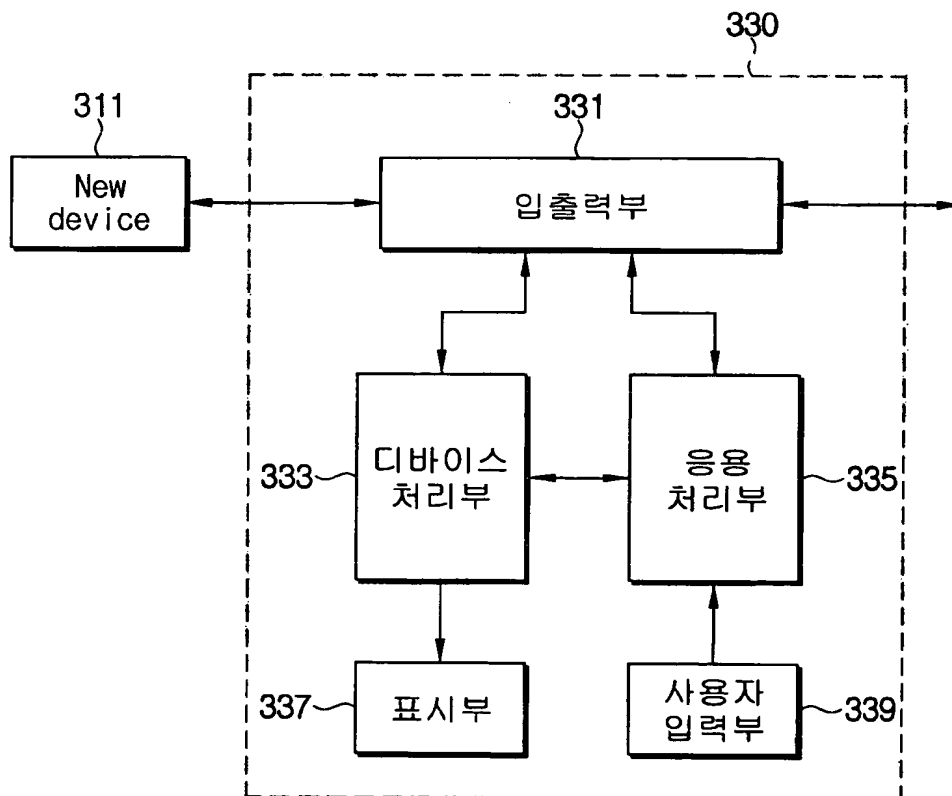 330
311
331
New
device
입출력부
333
디바이스
처리부
응용
처리부
335
337
표시부
사용자
입력부
339